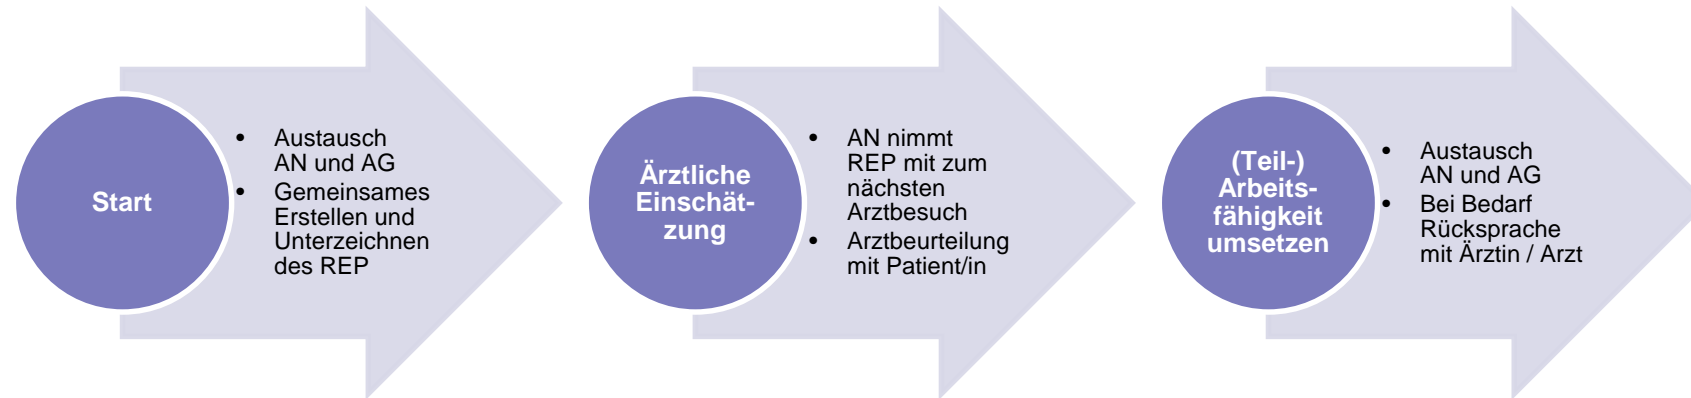 Start
• Austausch
AN und AG
• Gemeinsames
Erstellen und
Unterzeichnen
des REP
Ärztliche
Einschät-
zung
• AN nimmt
REP mit zum
nächsten
Arztbesuch
• Arztbeurteilung
mit Patient/in
(Teil-)
Arbeits-
fähigkeit
umsetzen
• Austausch
AN und AG
• Bei Bedarf
Rücksprache
mit Ärztin / Arzt